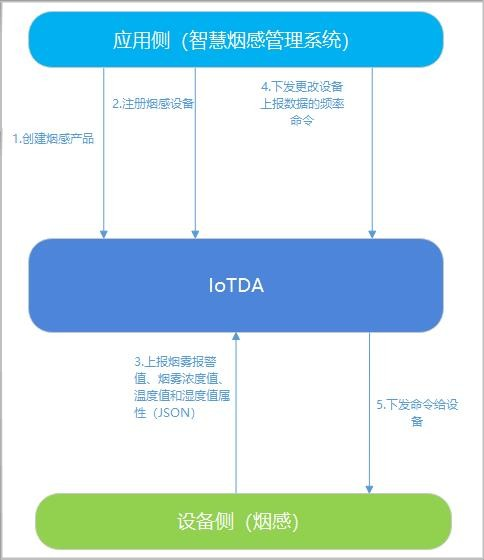 应用侧（智慧烟感管理系统）
4.下发更改设备
上报数据的频率
命令
2.注册烟感设备
1.创建烟感产品
IoTDA
3.上报烟雾报警
值、烟雾浓度值、
温度值和湿度值属
性（JSON）
5.下发命令给设
备
设备侧（烟感）